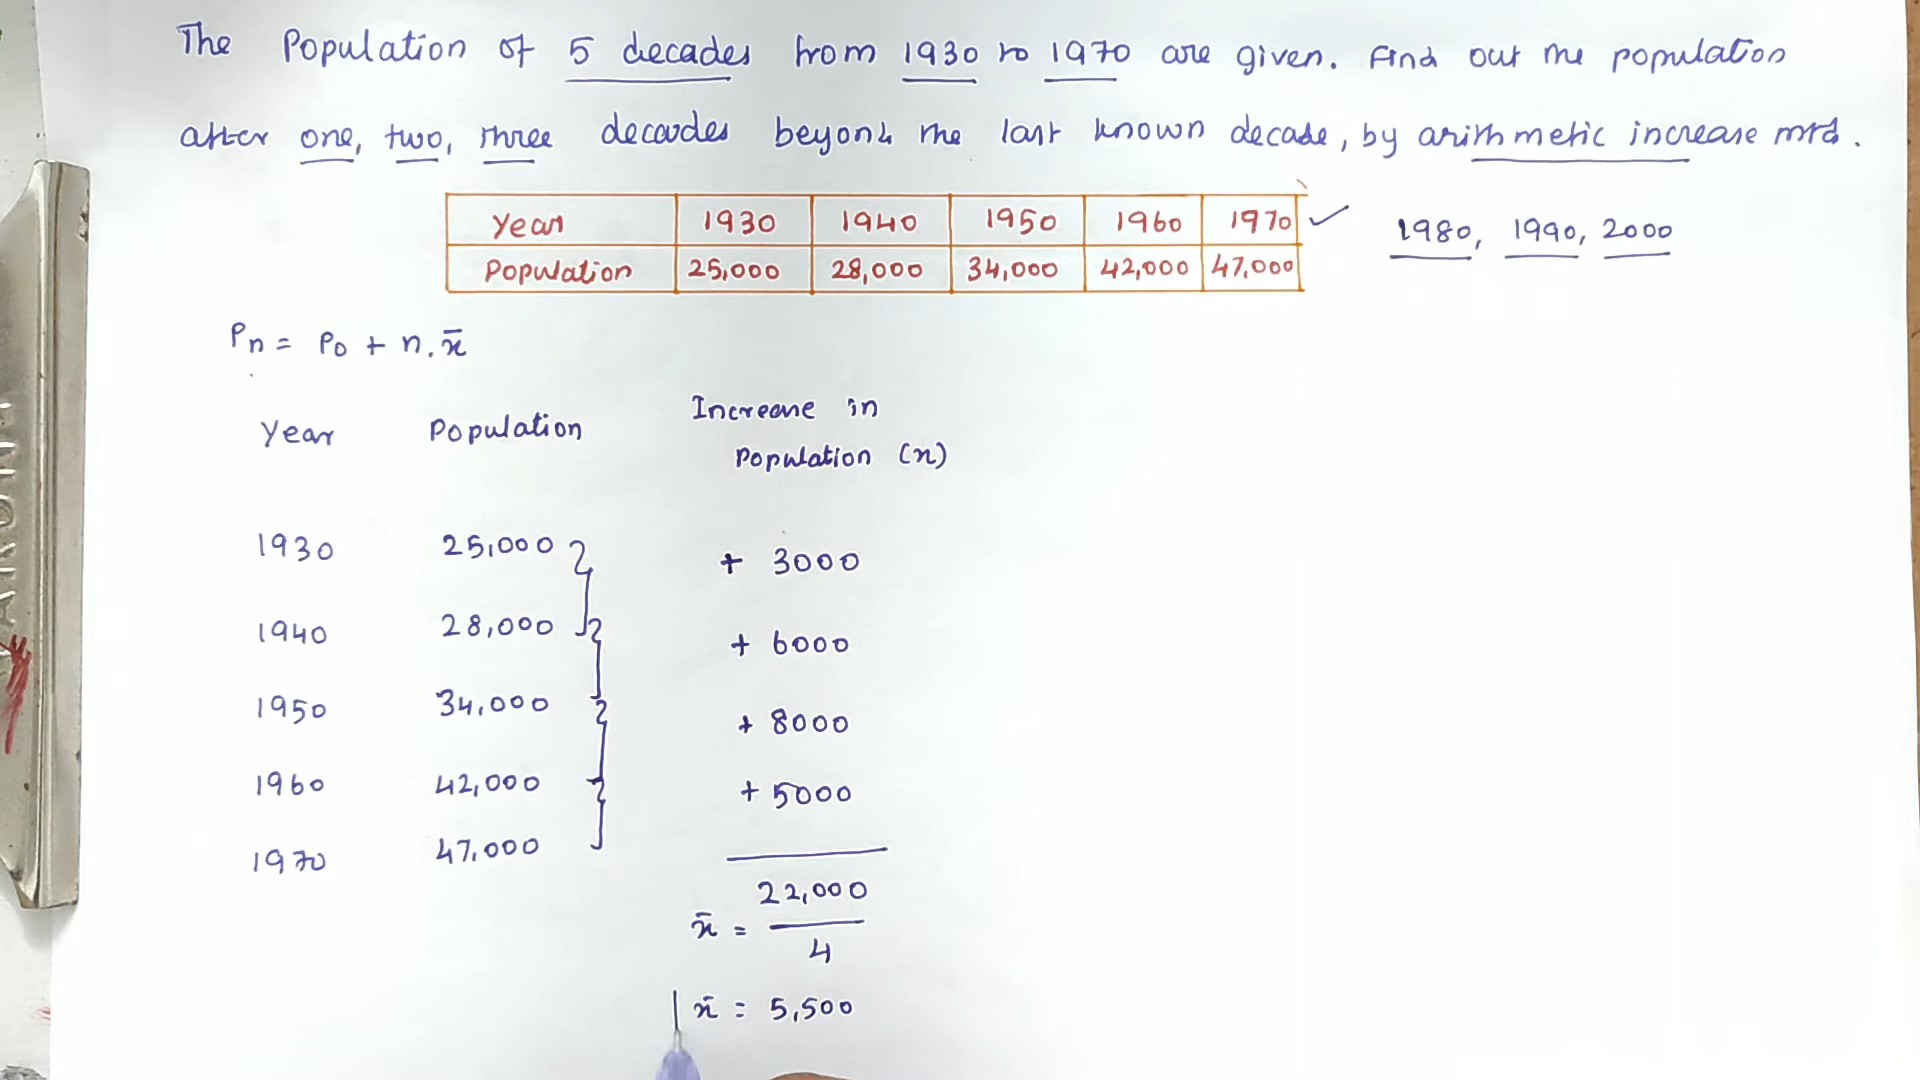 The Population of 5 decades from 1930 to 1970 are given. Find out the population
after one, two, three decades beyond the last known decade, by arithmetic increase mtd.
Year 1930 1940 1950 1960 1970 ✓ 1980, 1990, 2000
Population 25,000 28,000 34,000 42,000 47,000
Pn = P0 + n. x̄
Year Population Increase in
Population (x)
1930 25,000 + 3000
1940 28,000 + 6000
1950 34,000 + 8000
1960 42,000 + 5000
1970 47,000
22,000
x̄ =
4
x̄ = 5,500